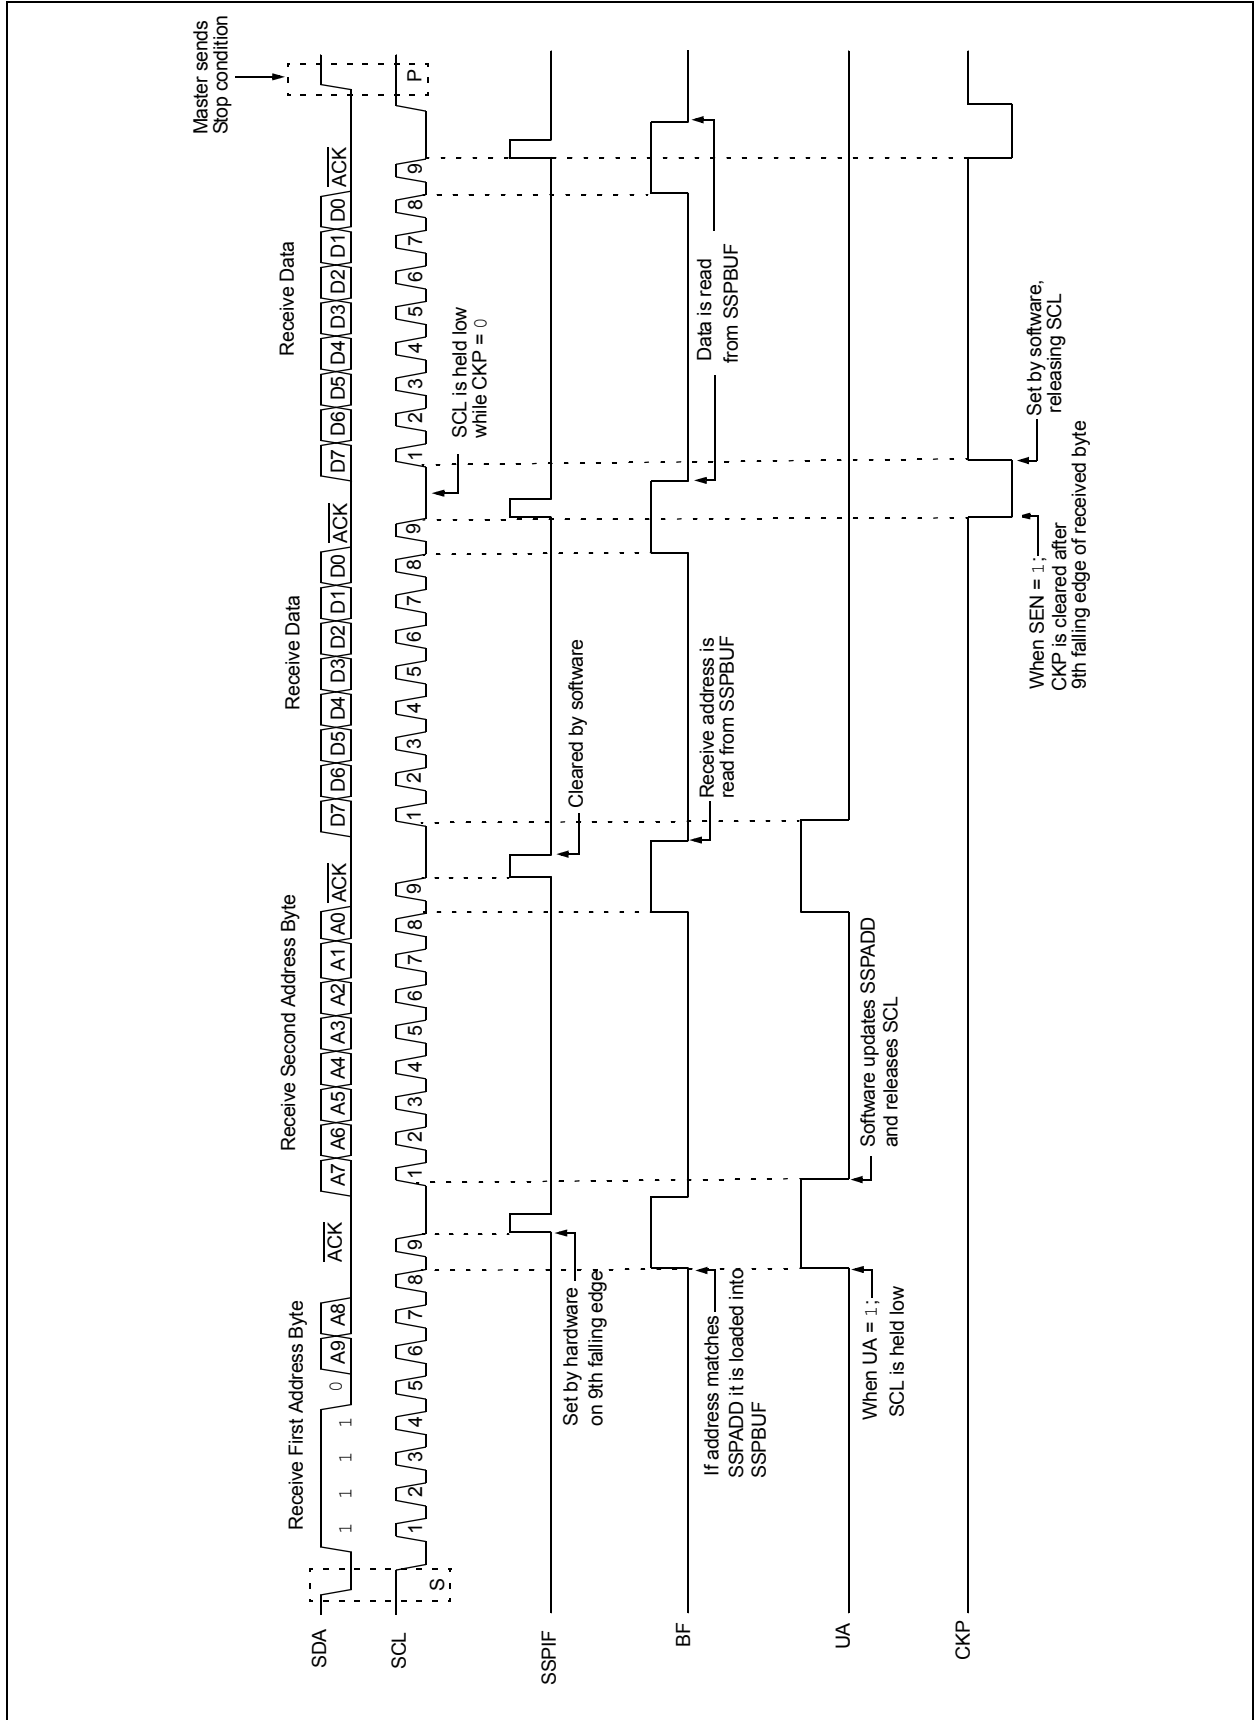 Master sends
Stop condition
Receive First Address Byte
Receive Second Address Byte
Receive Data
Receive Data
SDA
1 1 1 1 0 A9 A8 ACK A7 A6 A5 A4 A3 A2 A1 A0 ACK D7 D6 D5 D4 D3 D2 D1 D0 ACK D7 D6 D5 D4 D3 D2 D1 D0 ACK
SCL
S 1 2 3 4 5 6 7 8 9 1 2 3 4 5 6 7 8 9 1 2 3 4 5 6 7 8 9 1 2 3 4 5 6 7 8 9 P
SCL is held low
while CKP = 0
SSPIF
Set by hardware
on 9th falling edge
Cleared by software
BF
If address matches
SSPADD it is loaded into
SSPBUF
Receive address is
read from SSPBUF
Data is read
from SSPBUF
UA
When UA = 1;
SCL is held low
Software updates SSPADD
and releases SCL
CKP
When SEN = 1;
CKP is cleared after
9th falling edge of received byte
Set by software,
releasing SCL